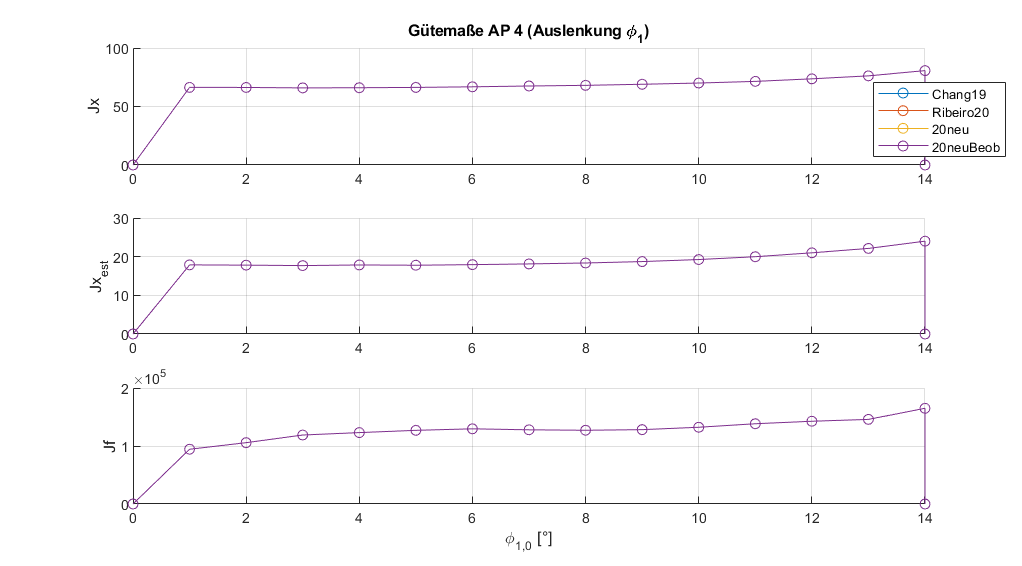 Gütemaße AP 4 (Auslenkung ϕ1)
100
50
0
Jx
0 2 4 6 8 10 12 14
Chang19
Ribeiro20
20neu
20neuBeob
30
20
10
0
Jxest
0 2 4 6 8 10 12 14
×10^5
2
1
0
Jf
0 2 4 6 8 10 12 14
ϕ1,0 [°]